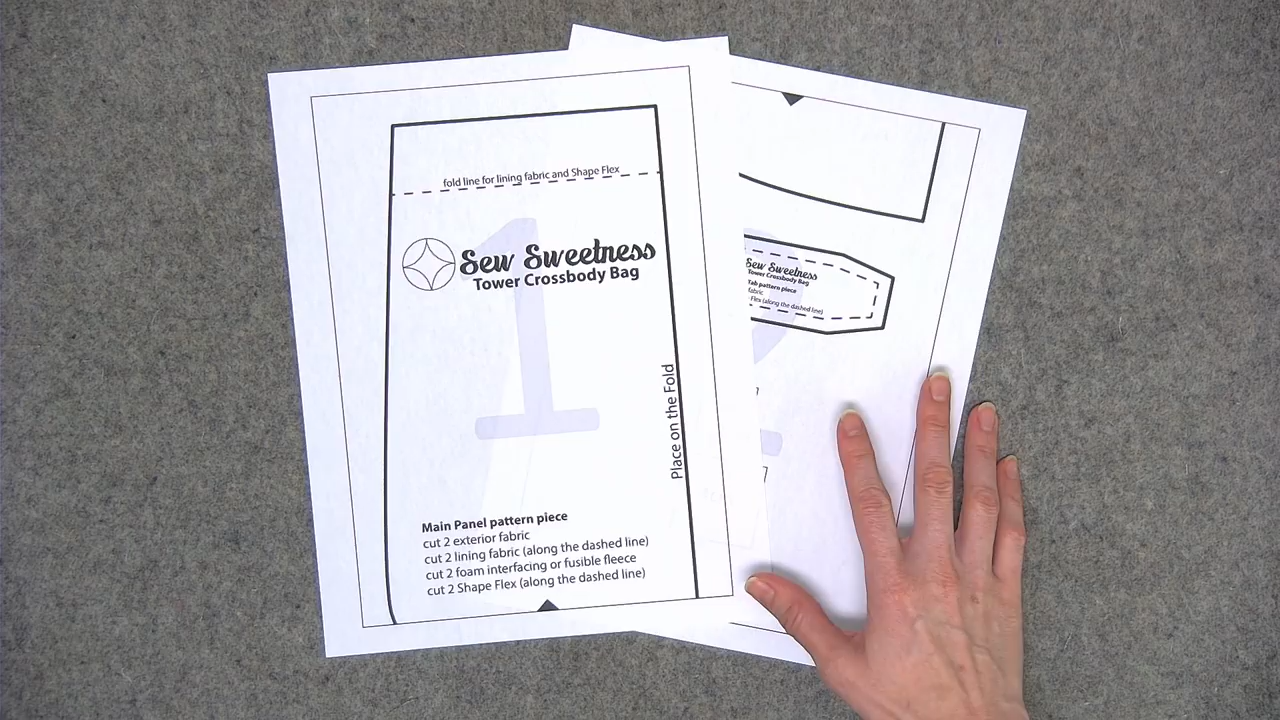 fold line for lining fabric and Shape Flex
1
Sew Sweetness
Tower Crossbody Bag
Place on the Fold
Main Panel pattern piece
cut 2 exterior fabric
cut 2 lining fabric (along the dashed line)
cut 2 foam interfacing or fusible fleece
cut 2 Shape Flex (along the dashed line)
Sew Sweetness
Tower Crossbody Bag
Tab pattern piece
fabric
Flex (along the dashed line)
2